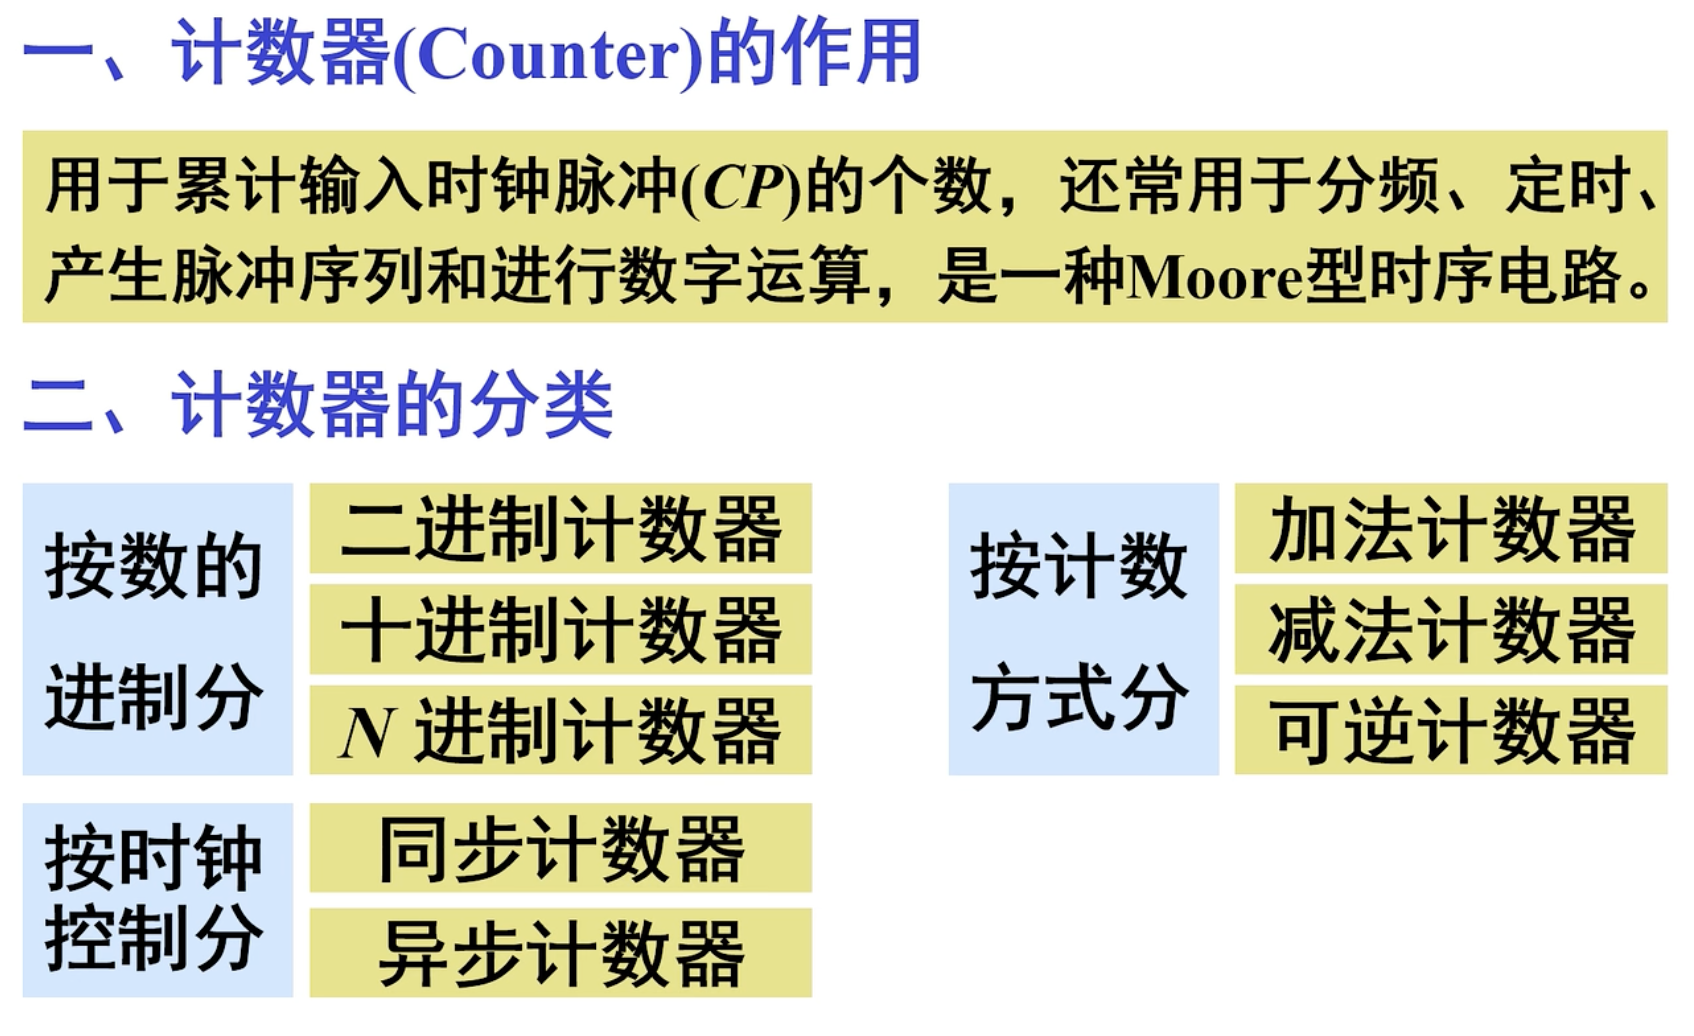 一、计数器(Counter)的作用
用于累计输入时钟脉冲(CP)的个数，还常用于分频、定时、
产生脉冲序列和进行数字运算，是一种Moore型时序电路。
二、计数器的分类
按数的
进制分
二进制计数器
十进制计数器
N 进制计数器
按计数
方式分
加法计数器
减法计数器
可逆计数器
按时钟
控制分
同步计数器
异步计数器